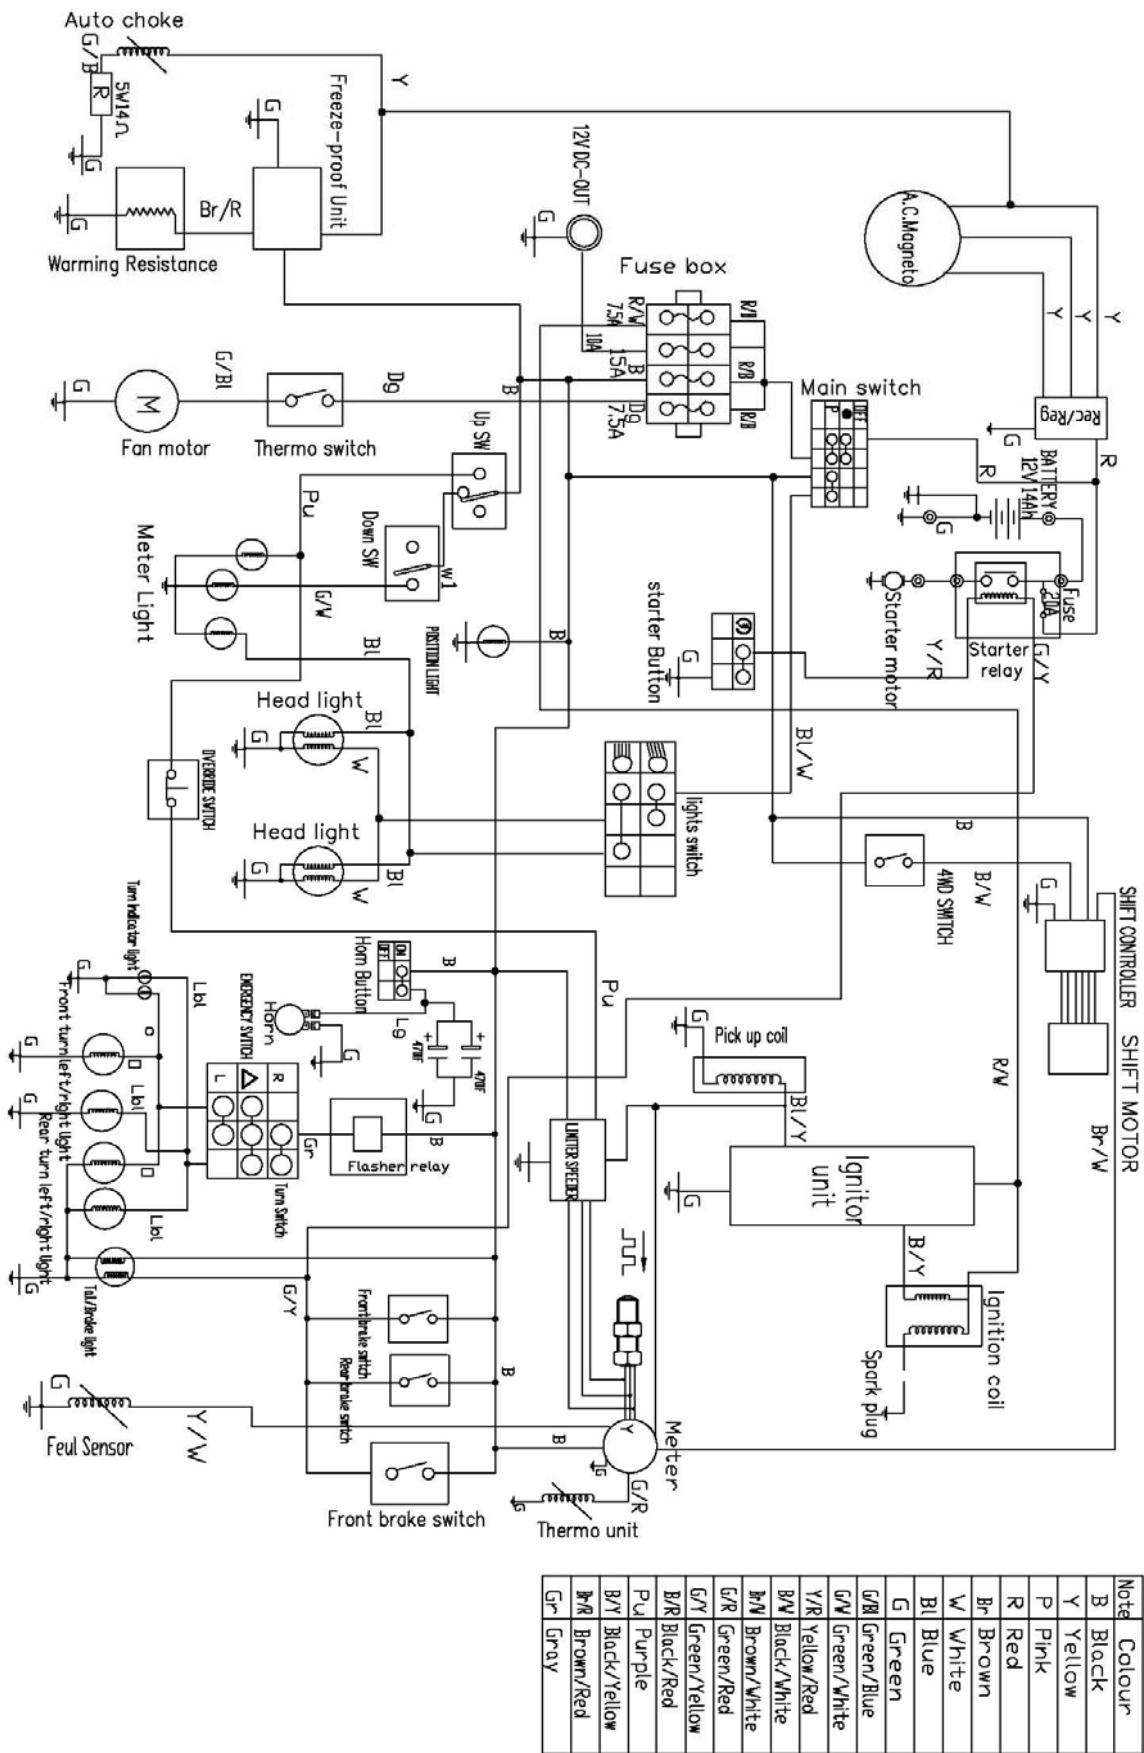 Auto choke
G/B
R
5W14Ω
G
Y
G
Freeze-proof Unit
Br/R
G
Warming Resistance
12V DC-OUT
G
A.C.Magneto
Y
Y
Y
Fuse box
R/W
7.5A
10A
15A
B
Dg
7.5A
R/B
R/B
R/B
Main switch
OFF
P
Rec/Reg
G
R
R
BATTERY
12V 14Ah
G
G/Bl
Dg
B
G
M
Fan motor
Thermo switch
Up SW
Pu
Down SW
W1
Meter Light
G/W
Bl
POSITION LIGHT
B
starter Button
G
Fuse
20A
Starter relay
Starter motor
Y/R
G/Y
Head light
G
Bl
W
Bl/W
OVERRIDE SWITCH
lights switch
Head light
G
Bl
W
B
4WD SWITCH
B/W
G
SHIFT CONTROLLER
SHIFT MOTOR
Br/W
R/W
Turn indicator light
G
Lbl
Horn Button
ON
OFF
B
Pu
EMERGENCY SWITCH
Horn
G
Lg
470UF
470UF
G
G
Pick up coil
Bl/Y
Front turn left/right light
G
Lbl
L
R
Gr
B
Flasher relay
Turn Switch
LIMITER SPEEDER
Ignitor unit
G
G
Rear turn left/right light
Lbl
B/Y
G
Tail/Brake light
G/Y
Front brake switch
Rear brake switch
B
Ignition coil
Spark plug
G
Feul Sensor
Y/W
B
Y
Meter
G
G/R
G
Thermo unit
Front brake switch
Note Colour
B Black
Y Yellow
P Pink
R Red
Br Brown
W White
Bl Blue
G Green
G/Bl Green/Blue
G/W Green/White
Y/R Yellow/Red
B/W Black/White
Br/W Brown/White
G/R Green/Red
G/Y Green/Yellow
B/R Black/Red
Pu Purple
B/Y Black/Yellow
Br/R Brown/Red
Gr Gray